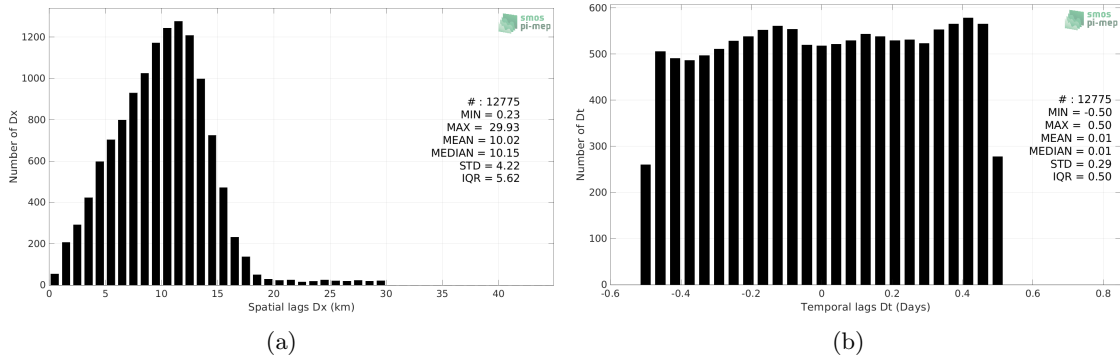 smos
pi-mep
1200
1000
800
600
400
200
0
Number of Dx
# : 12775
MIN = 0.23
MAX = 29.93
MEAN = 10.02
MEDIAN = 10.15
STD = 4.22
IQR = 5.62
0 5 10 15 20 25 30 35 40
Spatial lags Dx (km)
(a)
smos
pi-mep
600
500
400
300
200
100
0
Number of Dt
# : 12775
MIN = -0.50
MAX = 0.50
MEAN = 0.01
MEDIAN = 0.01
STD = 0.29
IQR = 0.50
-0.6 -0.4 -0.2 0 0.2 0.4 0.6 0.8
Temporal lags Dt (Days)
(b)